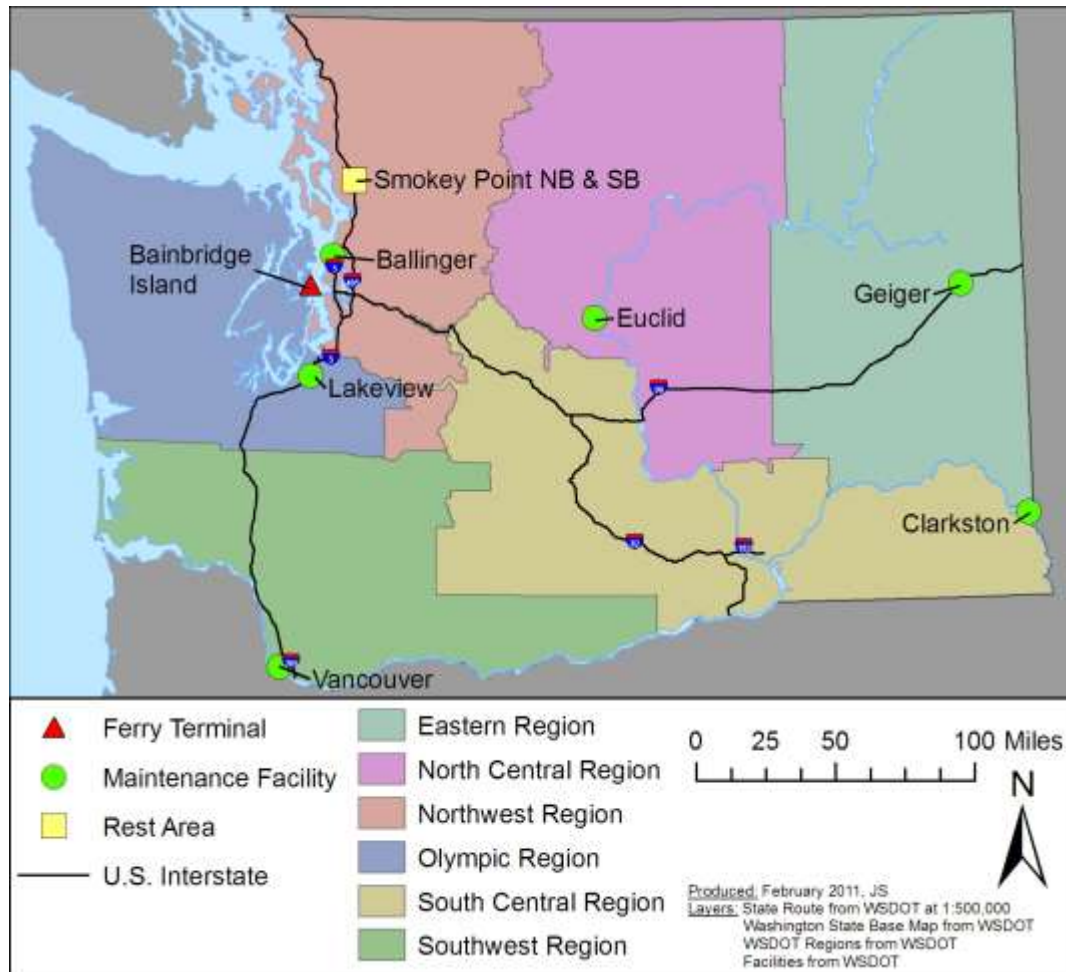 Smokey Point NB & SB
Bainbridge
Island
Ballinger
5
Geiger
Euclid
5
Lakeview
Clarkston
Vancouver
Ferry Terminal
Maintenance Facility
Rest Area
U.S. Interstate
Eastern Region
North Central Region
Northwest Region
Olympic Region
South Central Region
Southwest Region
0 25 50 100 Miles
N
Produced: February 2011, JS
Layers: State Route from WSDOT at 1:500,000
Washington State Base Map from WSDOT
WSDOT Regions from WSDOT
Facilities from WSDOT